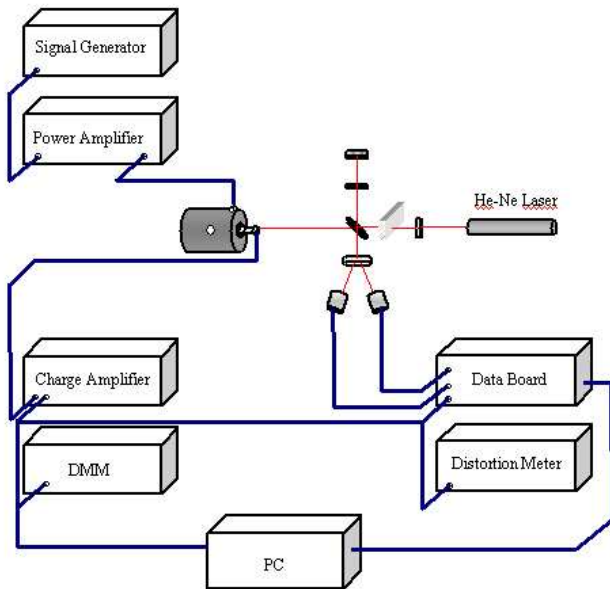 Signal Generator
Power Amplifier
He-Ne Laser
Charge Amplifier
Data Board
DMM
Distortion Meter
PC